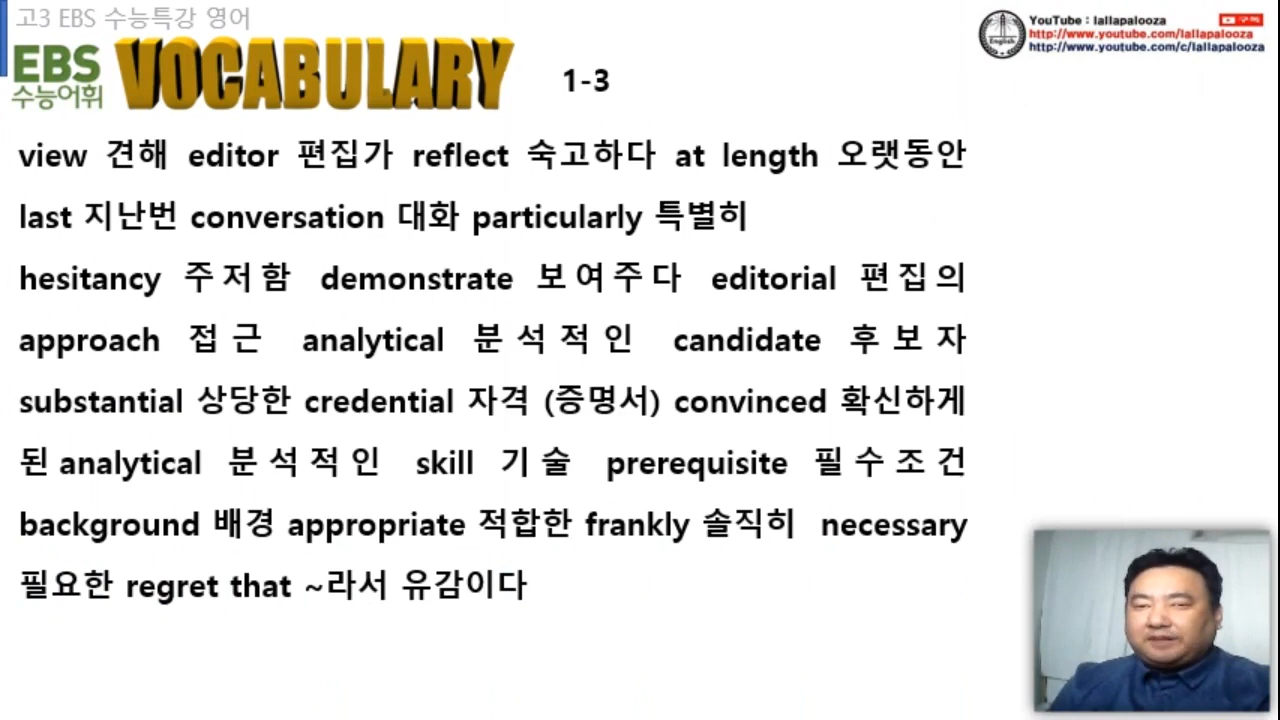 고3 EBS 수능특강 영어
EBS
수능어휘
VOCABULARY
1-3
YouTube : lallapalooza
구독
http://www.youtube.com/lallapalooza
http://www.youtube.com/c/lallapalooza
English
view 견해 editor 편집가 reflect 숙고하다 at length 오랫동안
last 지난번 conversation 대화 particularly 특별히
hesitancy 주저함 demonstrate 보여주다 editorial 편집의
approach 접근 analytical 분석적인 candidate 후보자
substantial 상당한 credential 자격 (증명서) convinced 확신하게
된 analytical 분석적인 skill 기술 prerequisite 필수조건
background 배경 appropriate 적합한 frankly 솔직히 necessary
필요한 regret that ~라서 유감이다